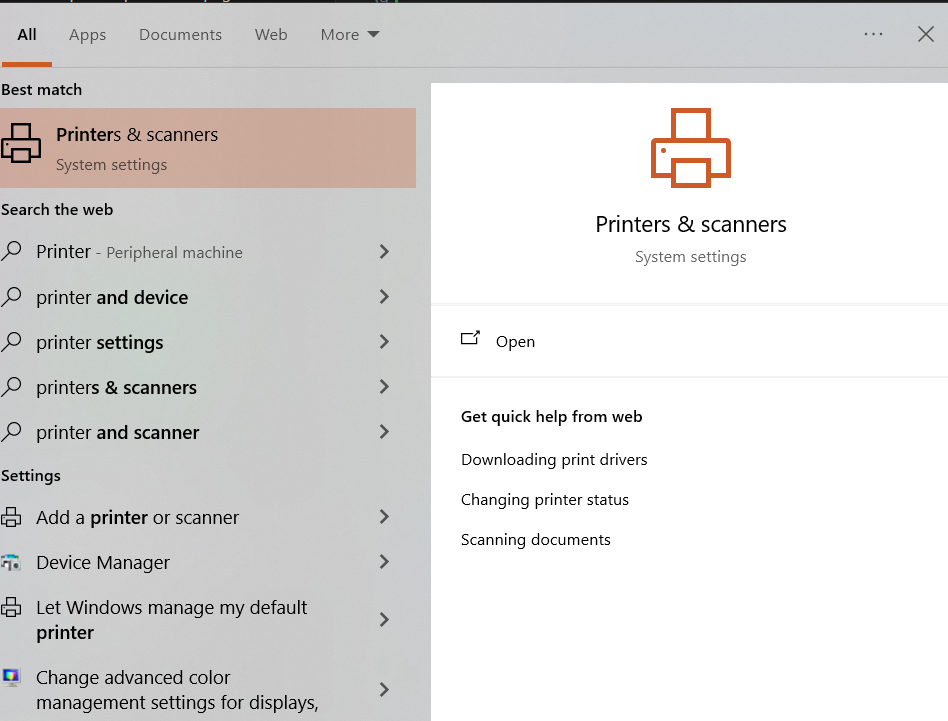 All Apps Documents Web More
Best match
Printers & scanners
System settings
Search the web
Printer - Peripheral machine
printer and device
printer settings
printers & scanners
printer and scanner
Settings
Add a printer or scanner
Device Manager
Let Windows manage my default
printer
Change advanced color
management settings for displays,
Printers & scanners
System settings
Open
Get quick help from web
Downloading print drivers
Changing printer status
Scanning documents